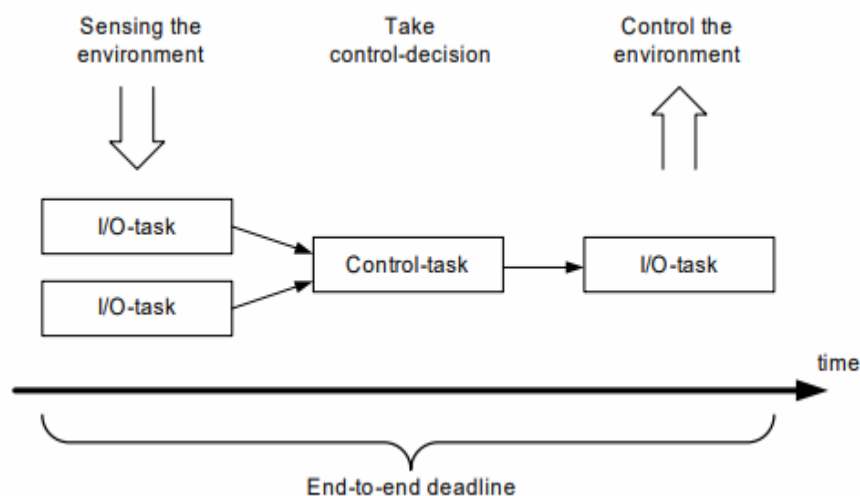 Sensing the
environment
Take
control-decision
Control the
environment
I/O-task
I/O-task
Control-task
I/O-task
time
End-to-end deadline